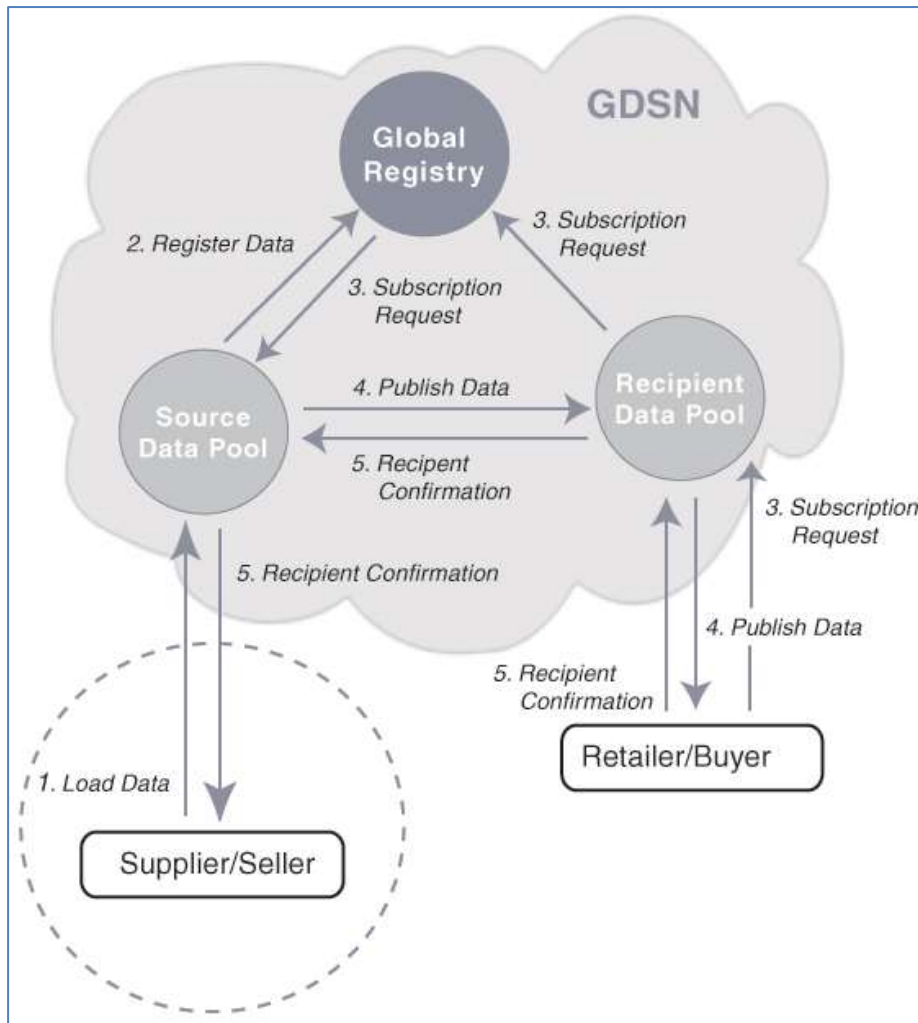 GDSN
Global
Registry
3. Subscription
Request
2. Register Data
3. Subscription
Request
4. Publish Data
Recipient
Data Pool
Source
Data Pool
5. Recipent
Confirmation
3. Subscription
Request
5. Recipient Confirmation
4. Publish Data
5. Recipient
Confirmation
Retailer/Buyer
1. Load Data
Supplier/Seller